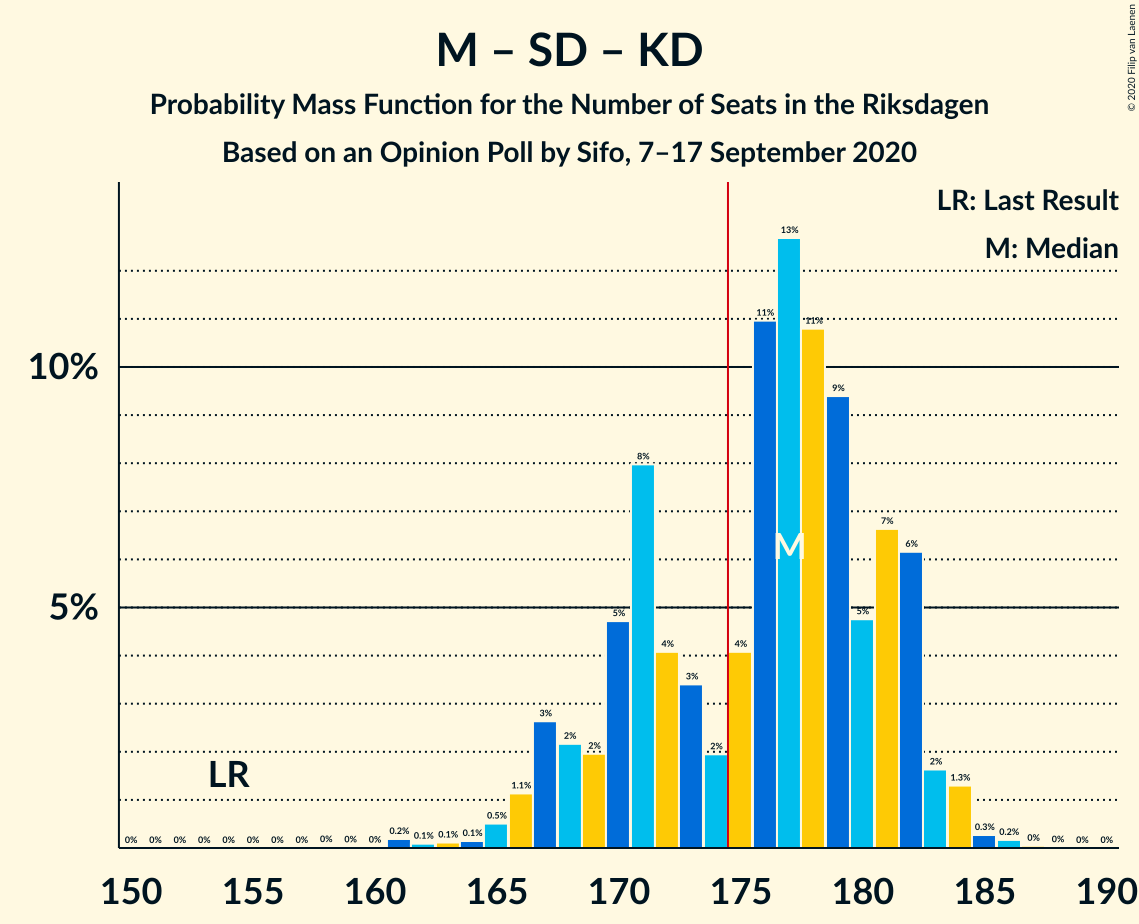 M – SD – KD
Probability Mass Function for the Number of Seats in the Riksdagen
Based on an Opinion Poll by Sifo, 7–17 September 2020
© 2020 Filip van Laenen
LR: Last Result
M: Median
10%
5%
LR
M
0% 0% 0% 0% 0% 0% 0% 0% 0% 0% 0% 0.2% 0.1% 0.1% 0.1% 0.5% 1.1% 3% 2% 2% 5% 8% 4% 3% 2% 4% 11% 13% 11% 9% 5% 7% 6% 2% 1.3% 0.3% 0.2% 0% 0% 0% 0%
150 155 160 165 170 175 180 185 190